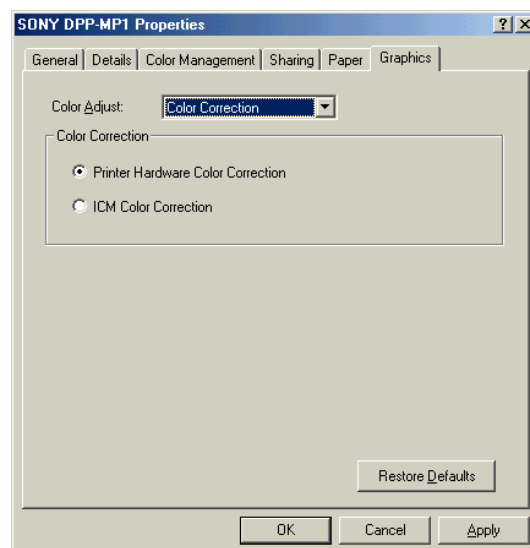 SONY DPP-MP1 Properties
General Details Color Management Sharing Paper Graphics
Color Adjust: Color Correction
Color Correction
Printer Hardware Color Correction
ICM Color Correction
Restore Defaults
OK Cancel Apply